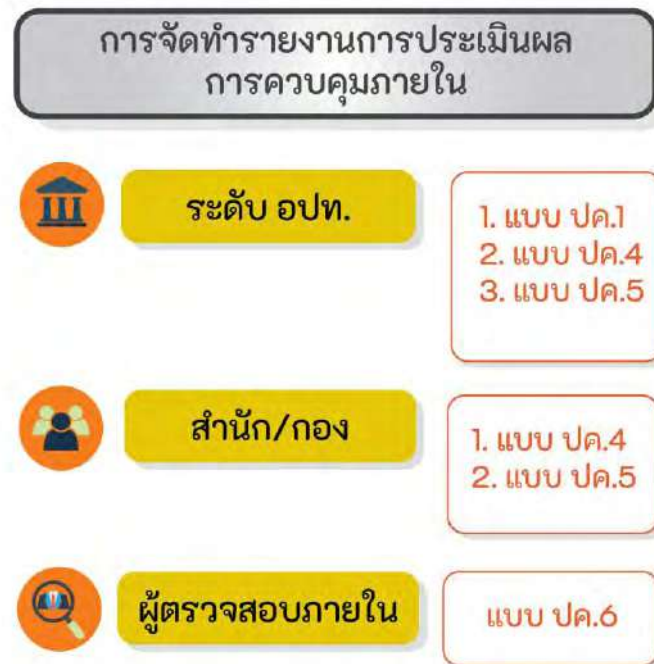 การจัดทำรายงานการประเมินผล
การควบคุมภายใน
ระดับ อปท.
1. แบบ ปค.1
2. แบบ ปค.4
3. แบบ ปค.5
สำนัก/กอง
1. แบบ ปค.4
2. แบบ ปค.5
ผู้ตรวจสอบภายใน
แบบ ปค.6